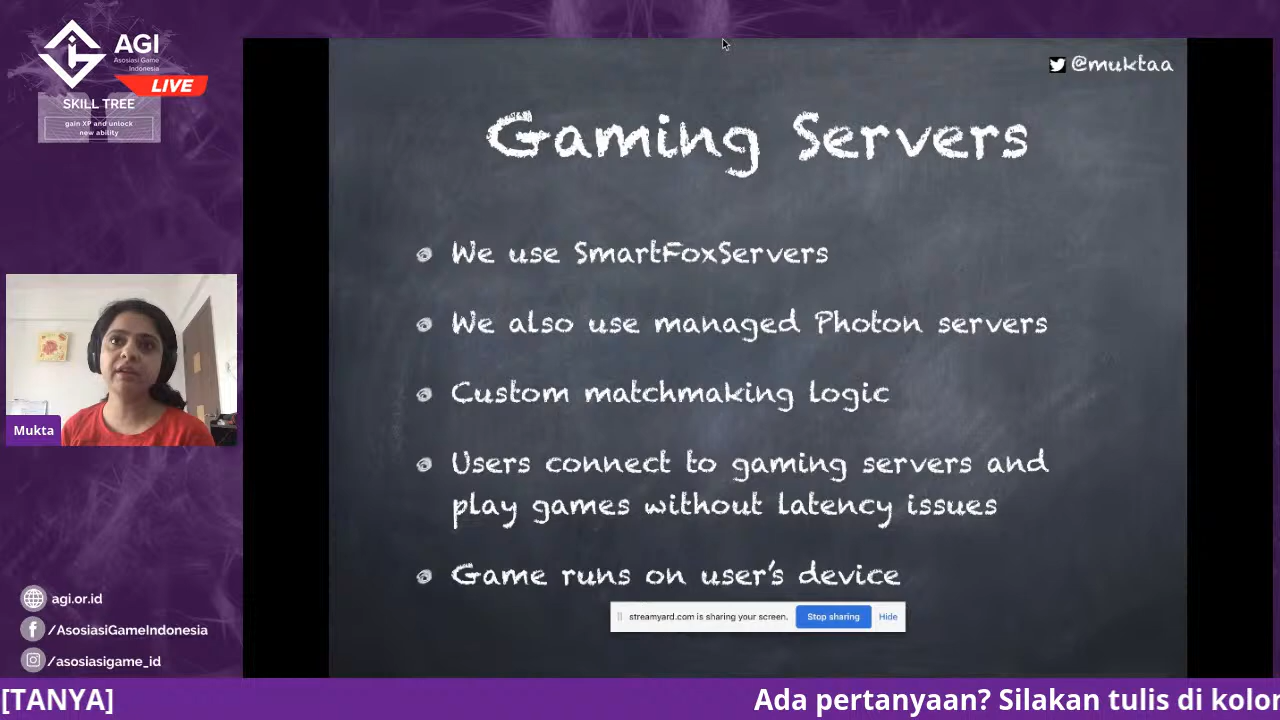 AGI
Asosiasi Game
Indonesia
LIVE
SKILL TREE
gain XP and unlock
new ability
@muktaa
Gaming Servers
We use SmartFoxServers
We also use managed Photon servers
Custom matchmaking logic
Users connect to gaming servers and
play games without latency issues
Game runs on user's device
streamyard.com is sharing your screen.
Stop sharing
Hide
Mukta
agi.or.id
/AsosiasiGameIndonesia
/asosiasigame_id
[TANYA]
Ada pertanyaan? Silakan tulis di kolor